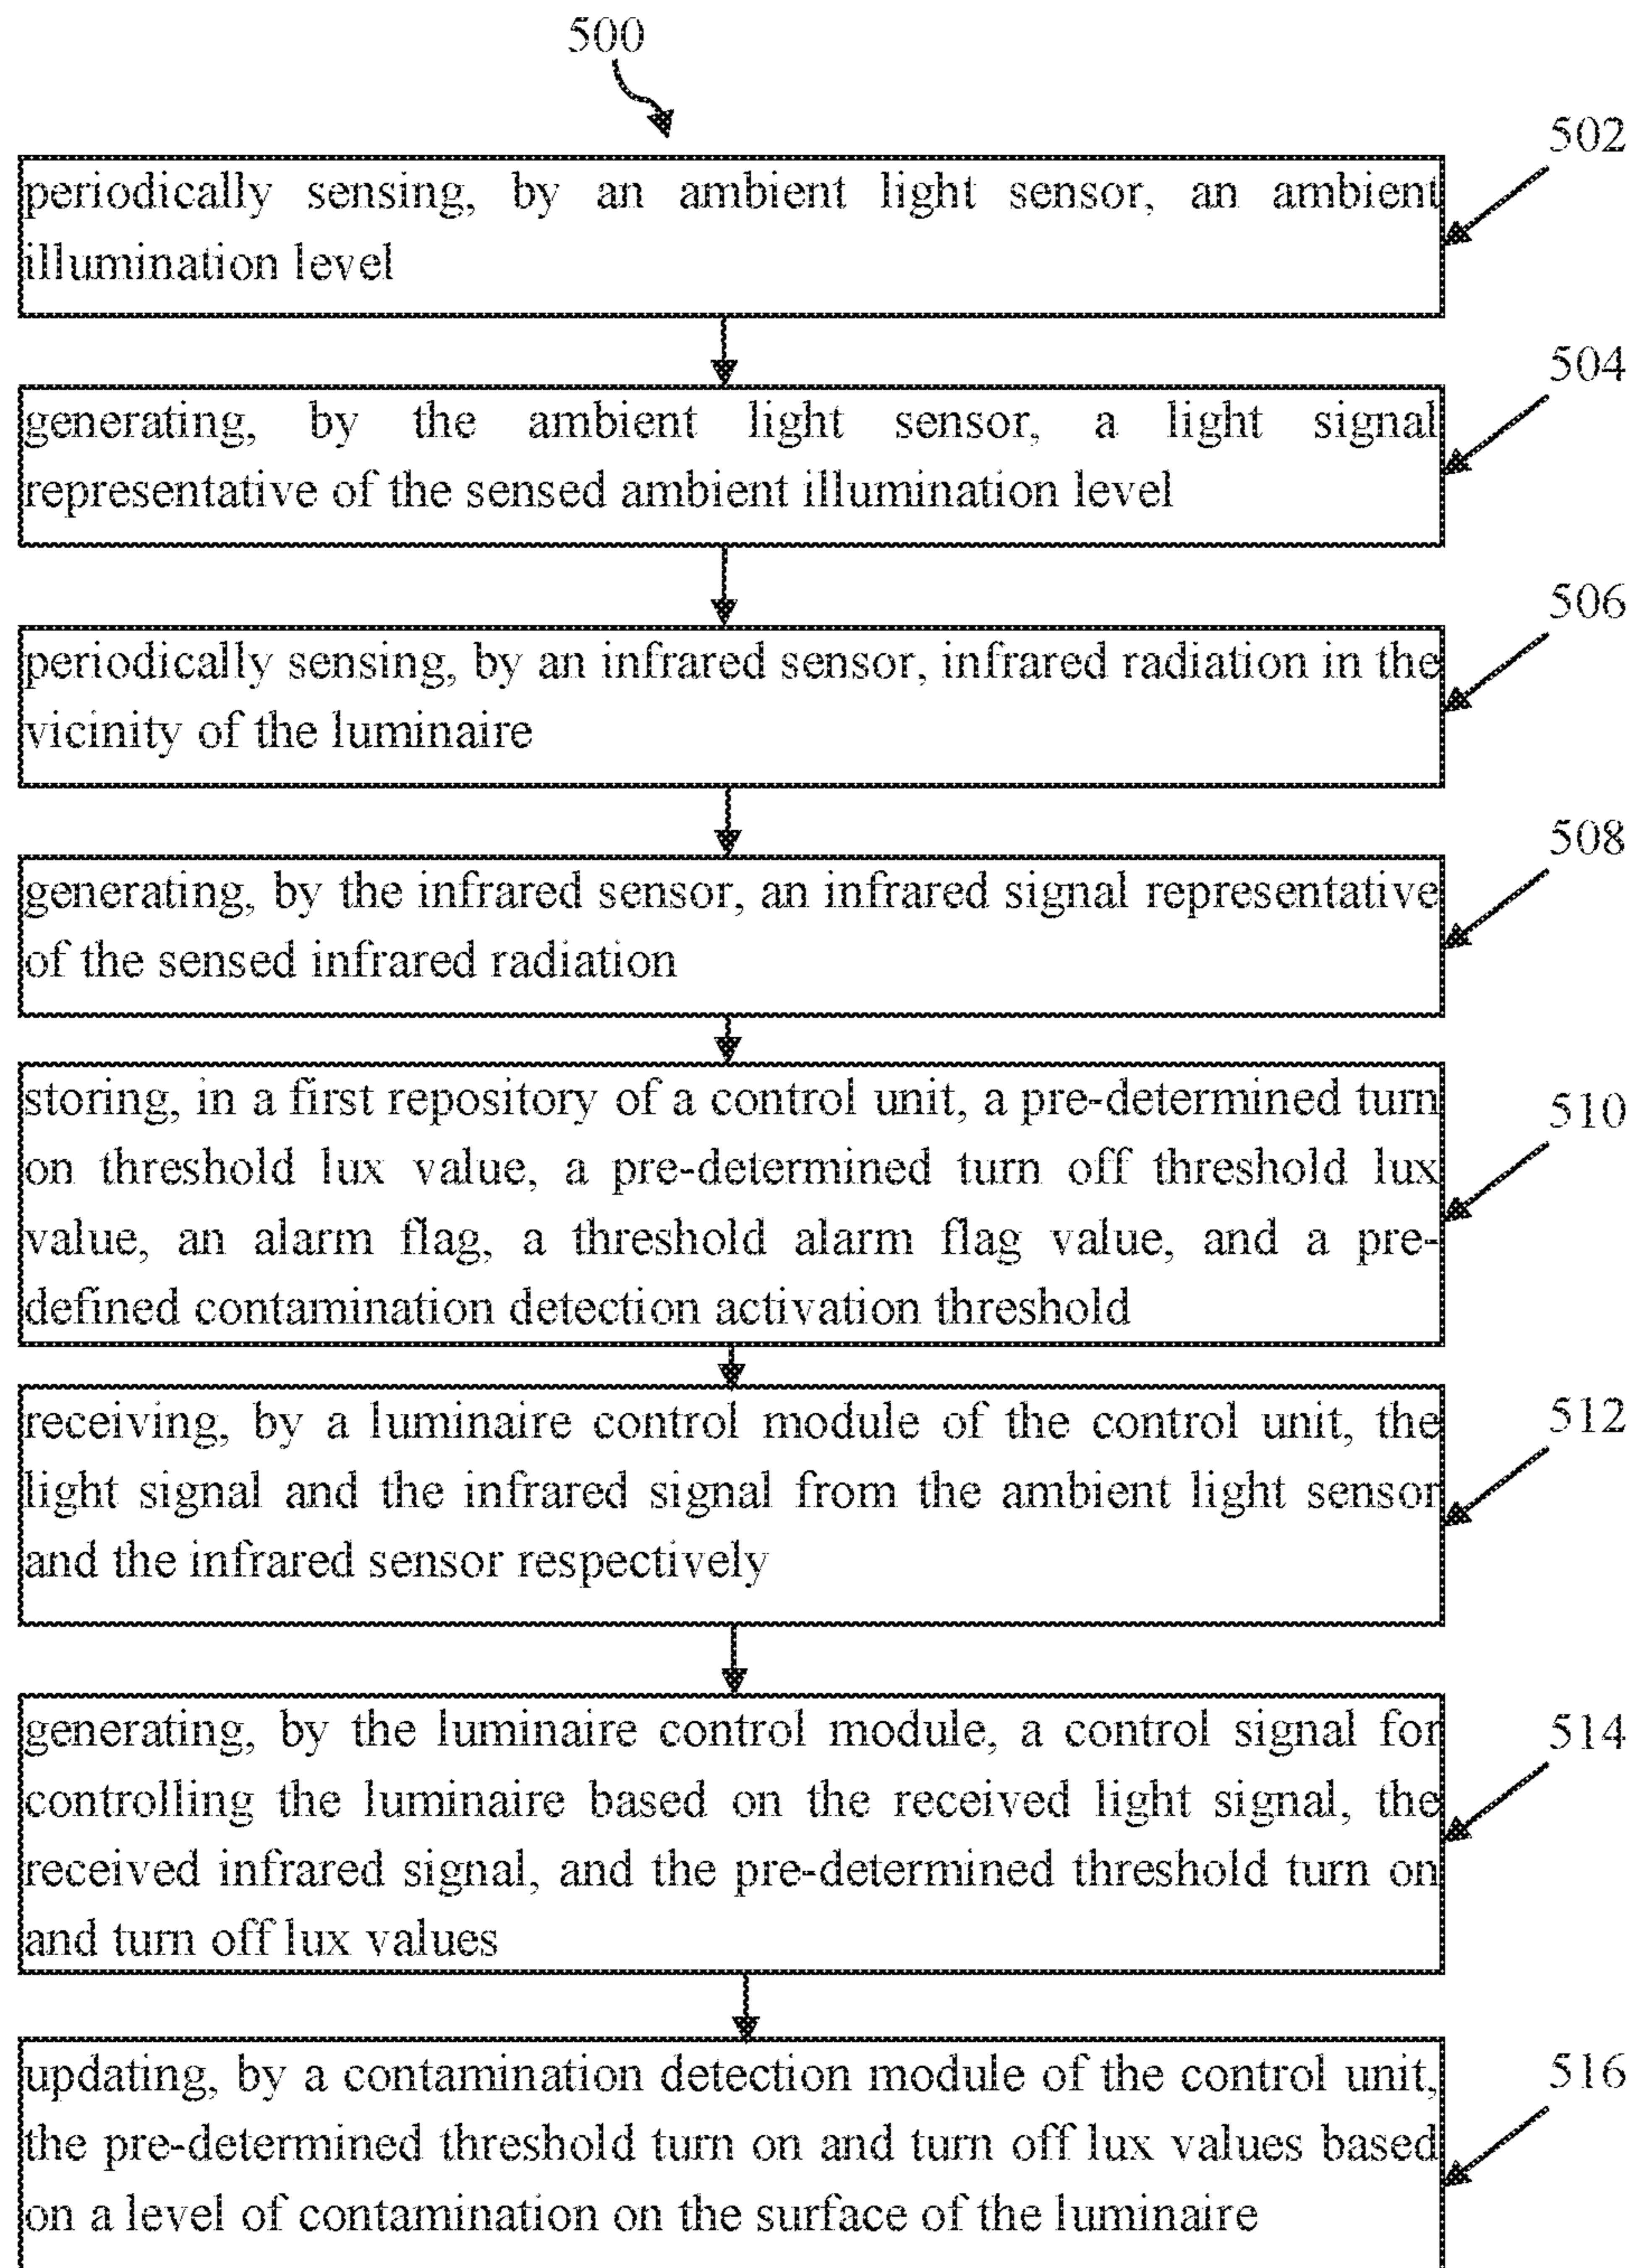 500
502
periodically sensing, by an ambient light sensor, an ambient
illumination level
504
generating, by the ambient light sensor, a light signal
representative of the sensed ambient illumination level
506
periodically sensing, by an infrared sensor, infrared radiation in the
vicinity of the luminaire
508
generating, by the infrared sensor, an infrared signal representative
of the sensed infrared radiation
510
storing, in a first repository of a control unit, a pre-determined turn
on threshold lux value, a pre-determined turn off threshold lux
value, an alarm flag, a threshold alarm flag value, and a pre-
defined contamination detection activation threshold
512
receiving, by a luminaire control module of the control unit, the
light signal and the infrared signal from the ambient light sensor
and the infrared sensor respectively
514
generating, by the luminaire control module, a control signal for
controlling the luminaire based on the received light signal, the
received infrared signal, and the pre-determined threshold turn on
and turn off lux values
516
updating, by a contamination detection module of the control unit,
the pre-determined threshold turn on and turn off lux values based
on a level of contamination on the surface of the luminaire